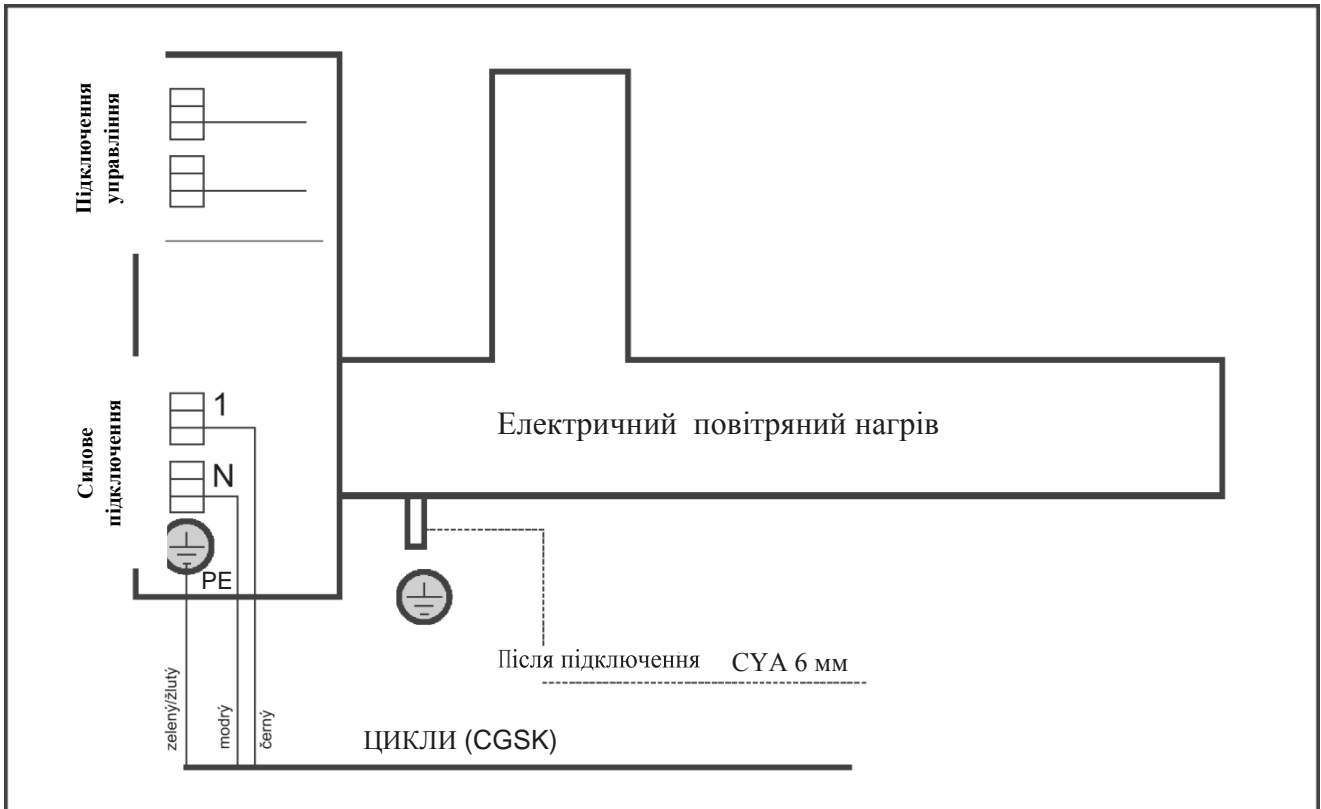 Підключення
управління
1
N
Силове
підключення
PE
Електричний повітряний нагрів
Після підключення CYA 6 мм
zelený/žlutý
modrý
černý
ЦИКЛИ (CGSK)